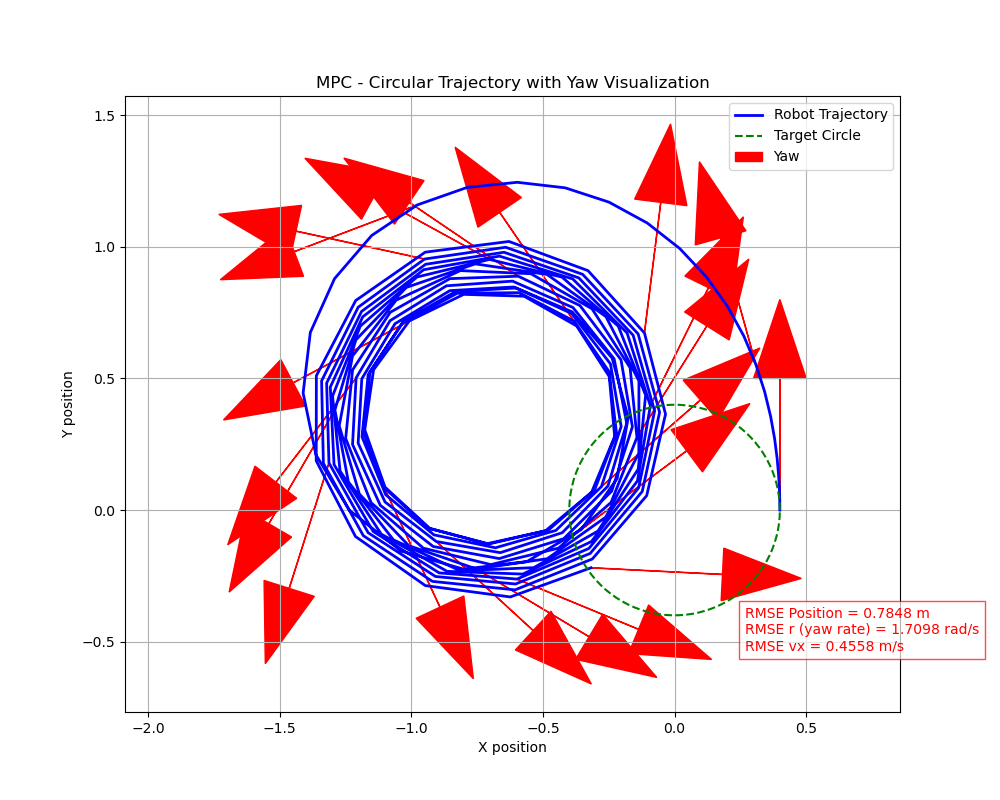 MPC - Circular Trajectory with Yaw Visualization
Robot Trajectory
Target Circle
Yaw
1.5
1.0
0.5
0.0
−0.5
Y position
RMSE Position = 0.7848 m
RMSE r (yaw rate) = 1.7098 rad/s
RMSE vx = 0.4558 m/s
−2.0 −1.5 −1.0 −0.5 0.0 0.5
X position